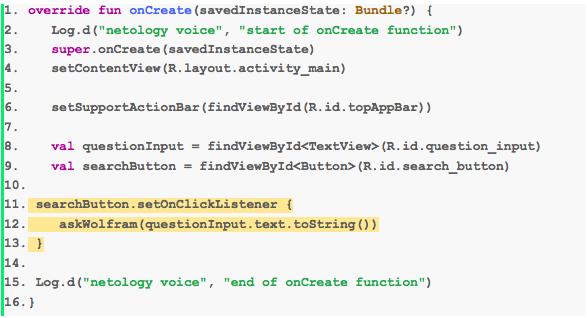 1. override fun onCreate(savedInstanceState: Bundle?) {
2.    Log.d("netology voice", "start of onCreate function")
3.    super.onCreate(savedInstanceState)
4.    setContentView(R.layout.activity_main)
5.
6.    setSupportActionBar(findViewById(R.id.topAppBar))
7.
8.    val questionInput = findViewById<TextView>(R.id.question_input)
9.    val searchButton = findViewById<Button>(R.id.search_button)
10.
11. searchButton.setOnClickListener {
12.    askWolfram(questionInput.text.toString())
13. }
14.
15. Log.d("netology voice", "end of onCreate function")
16.}